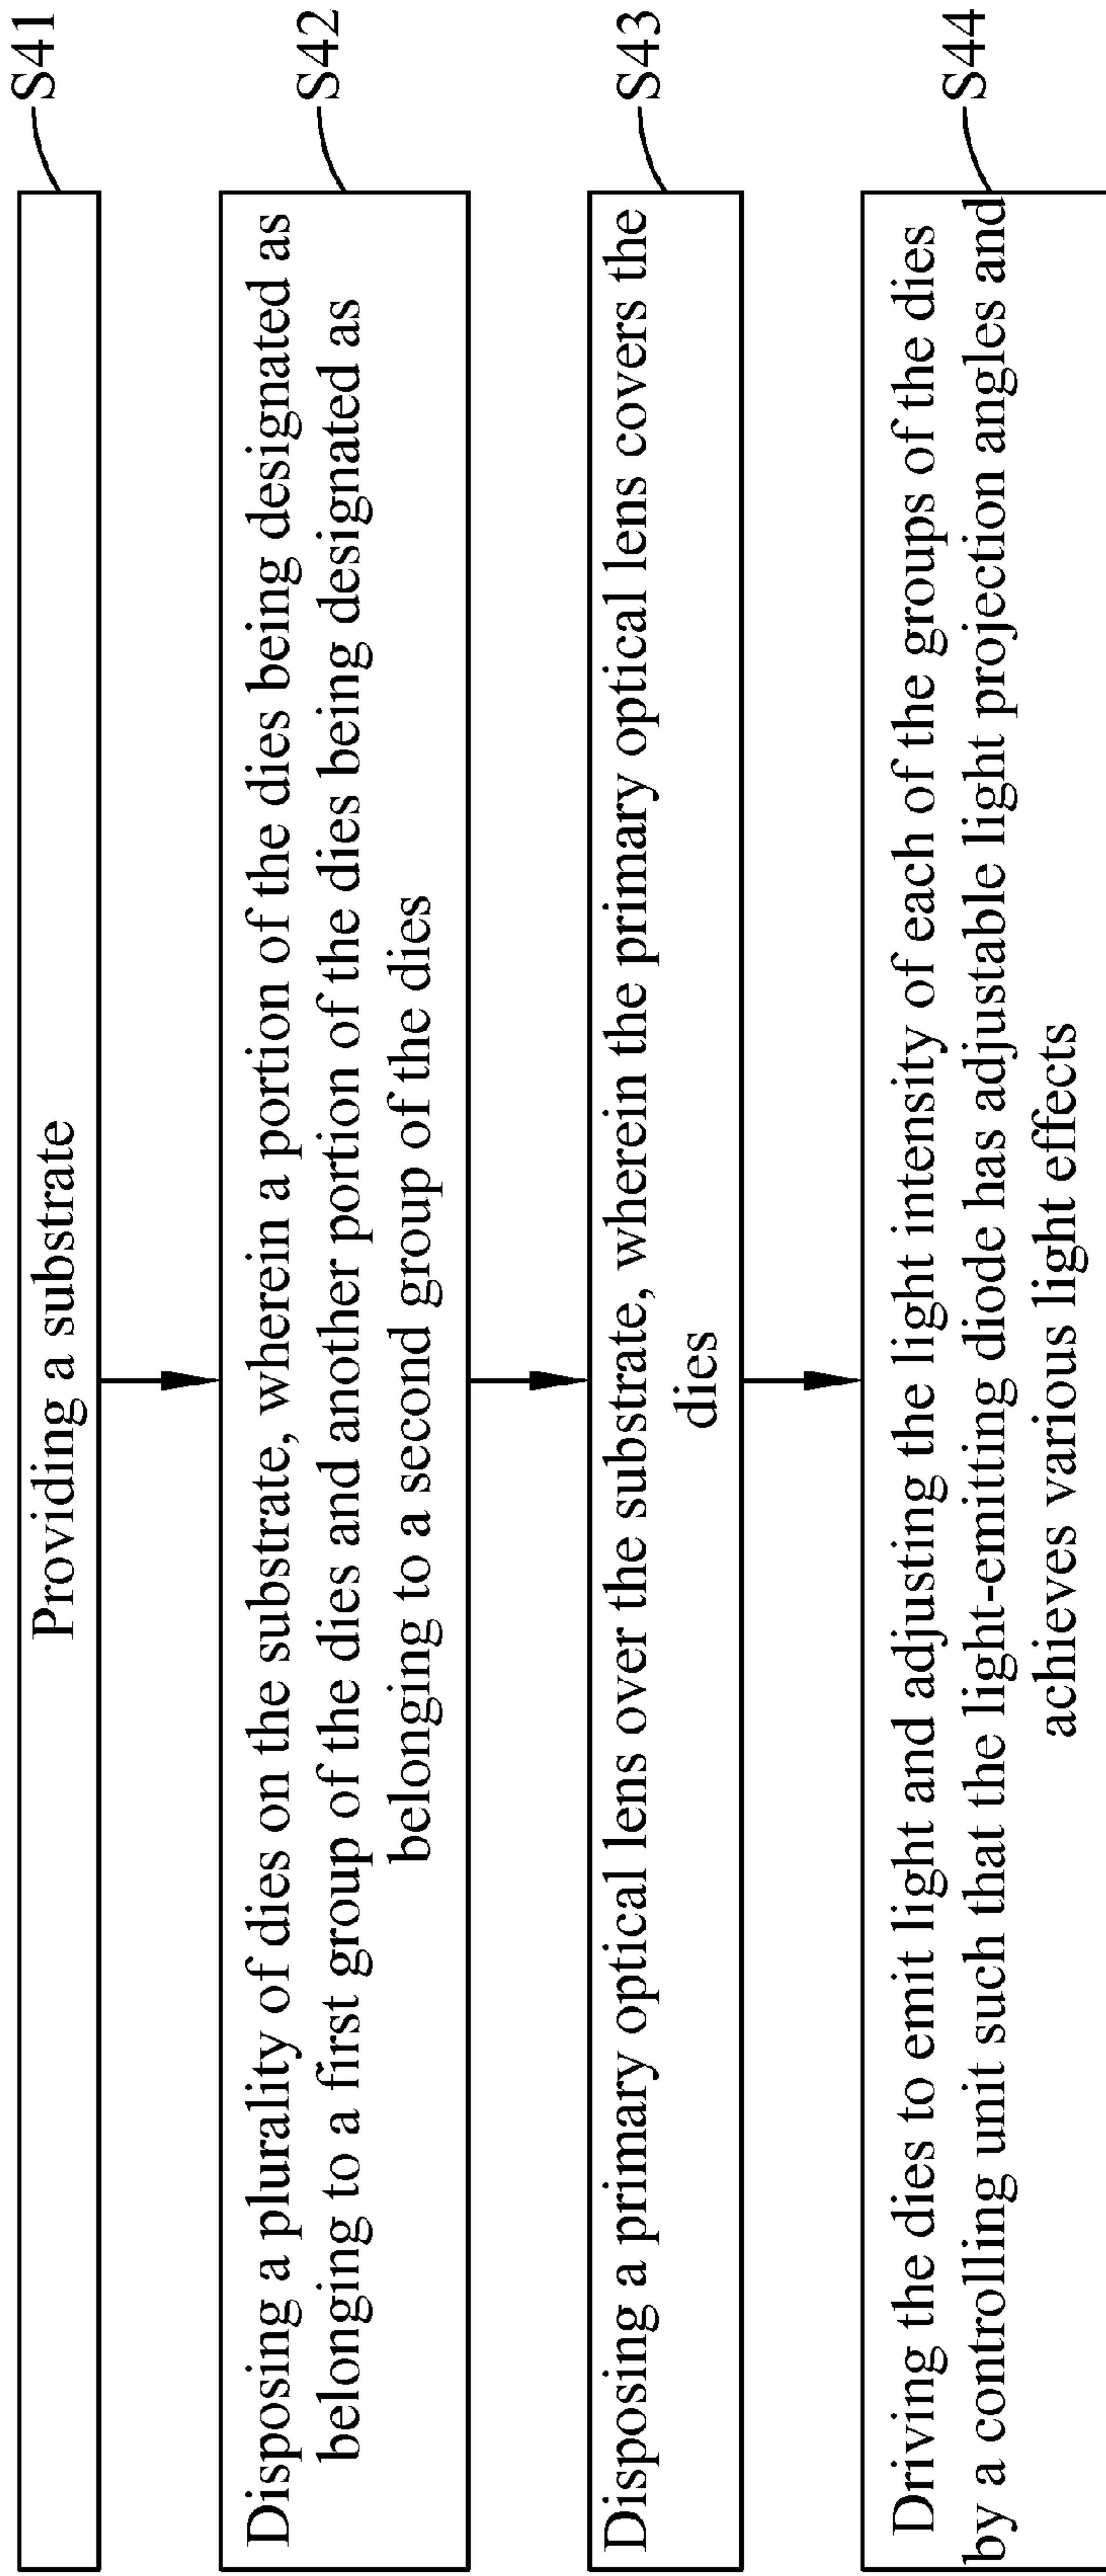 Providing a substrate
S41
Disposing a plurality of dies on the substrate, wherein a portion of the dies being designated as
belonging to a first group of the dies and another portion of the dies being designated as
belonging to a second group of the dies
S42
Disposing a primary optical lens over the substrate, wherein the primary optical lens covers the
dies
S43
Driving the dies to emit light and adjusting the light intensity of each of the groups of the dies
by a controlling unit such that the light-emitting diode has adjustable light projection angles and
achieves various light effects
S44